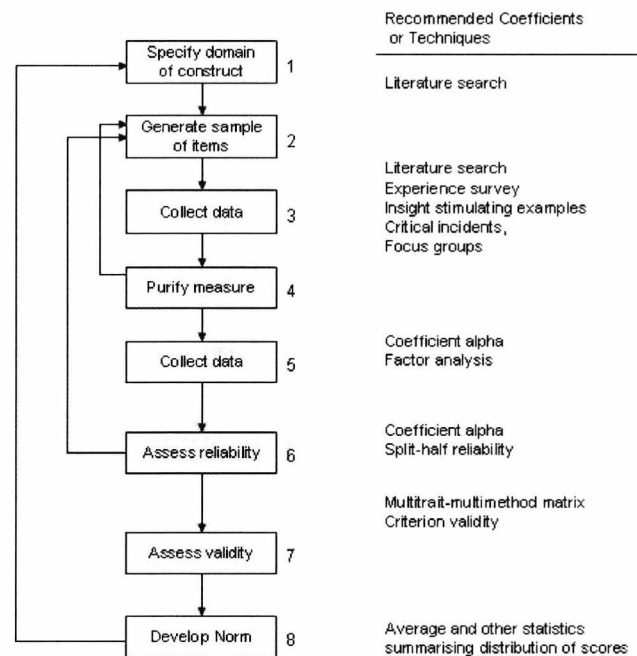 Recommended Coefficients
or Techniques
Specify domain
of construct
1
Literature search
Generate sample
of items
2
Literature search
Experience survey
Insight stimulating examples
Critical incidents,
Focus groups
Collect data
3
Purify measure
4
Collect data
5
Coefficient alpha
Factor analysis
Assess reliability
6
Coefficient alpha
Split-half reliability
Multitrait-multimethod matrix
Criterion validity
Assess validity
7
Develop Norm
8
Average and other statistics
summarising distribution of scores